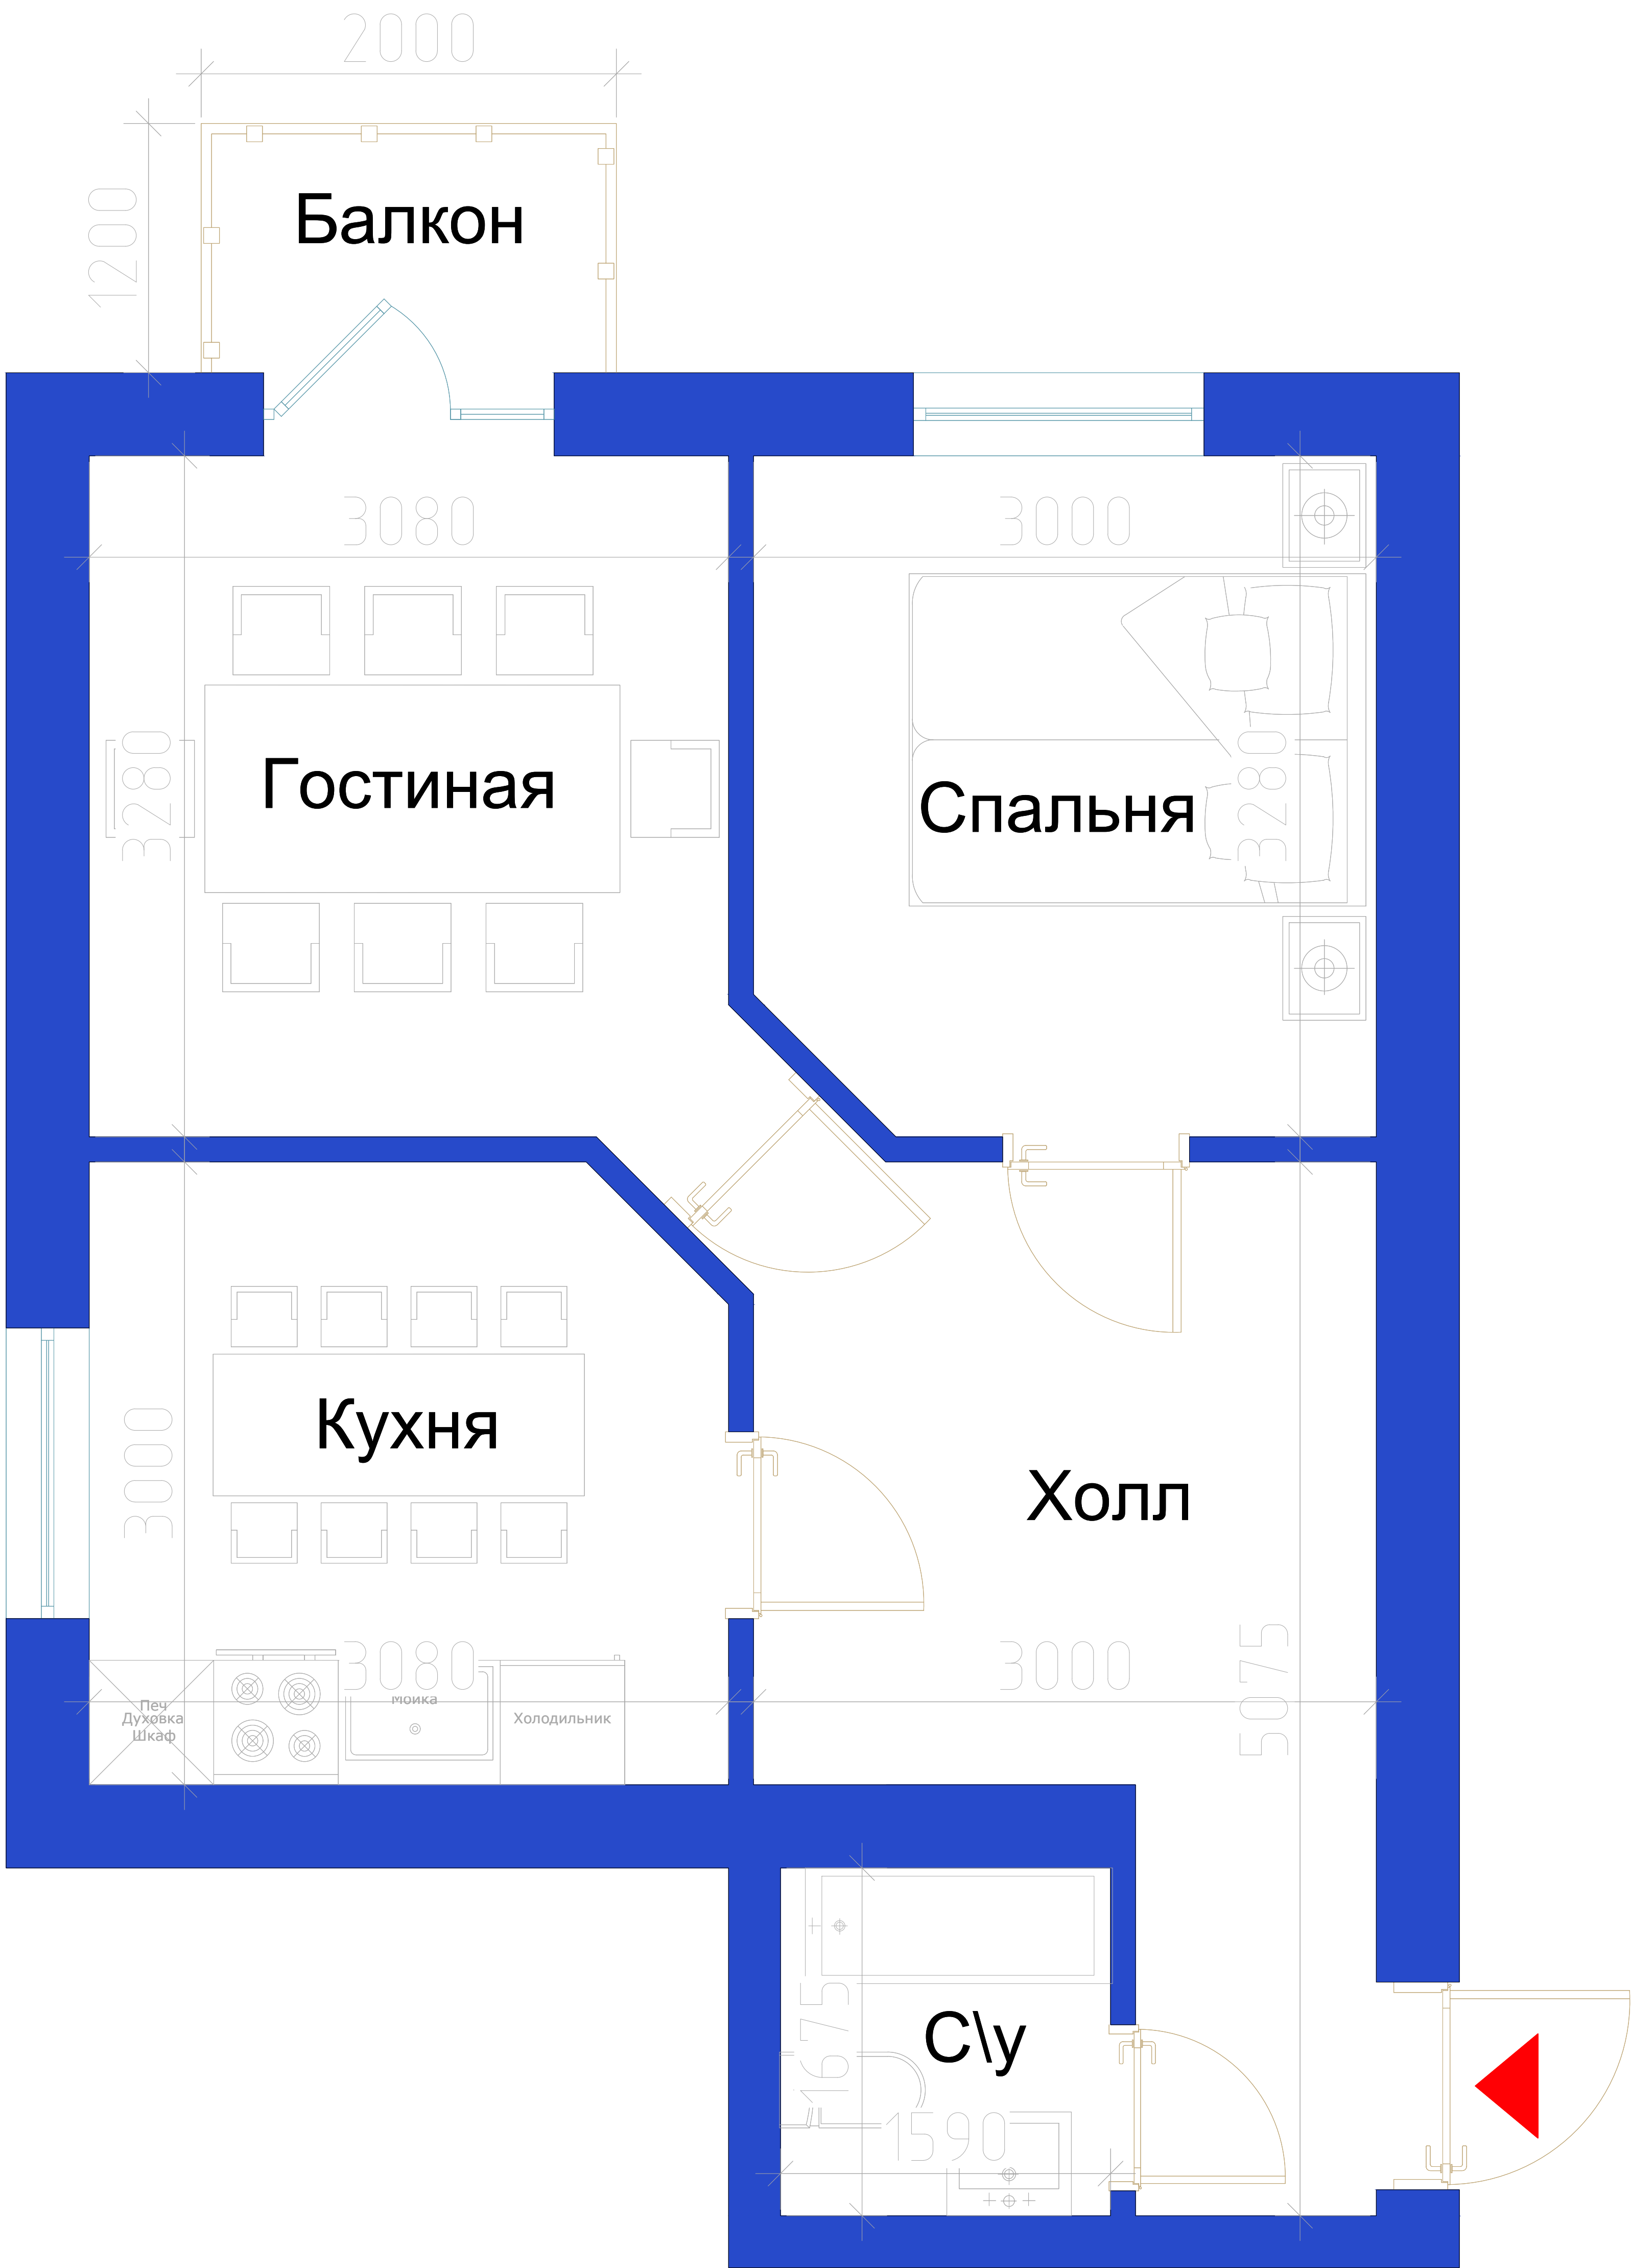 2000
1200
Балкон
3080
3000
3280
Гостиная
3280
Спальня
3000
Кухня
Холл
3080
3000
5075
Печ
Духовка
Шкаф
мойка
Холодильник
1675
С\у
1590